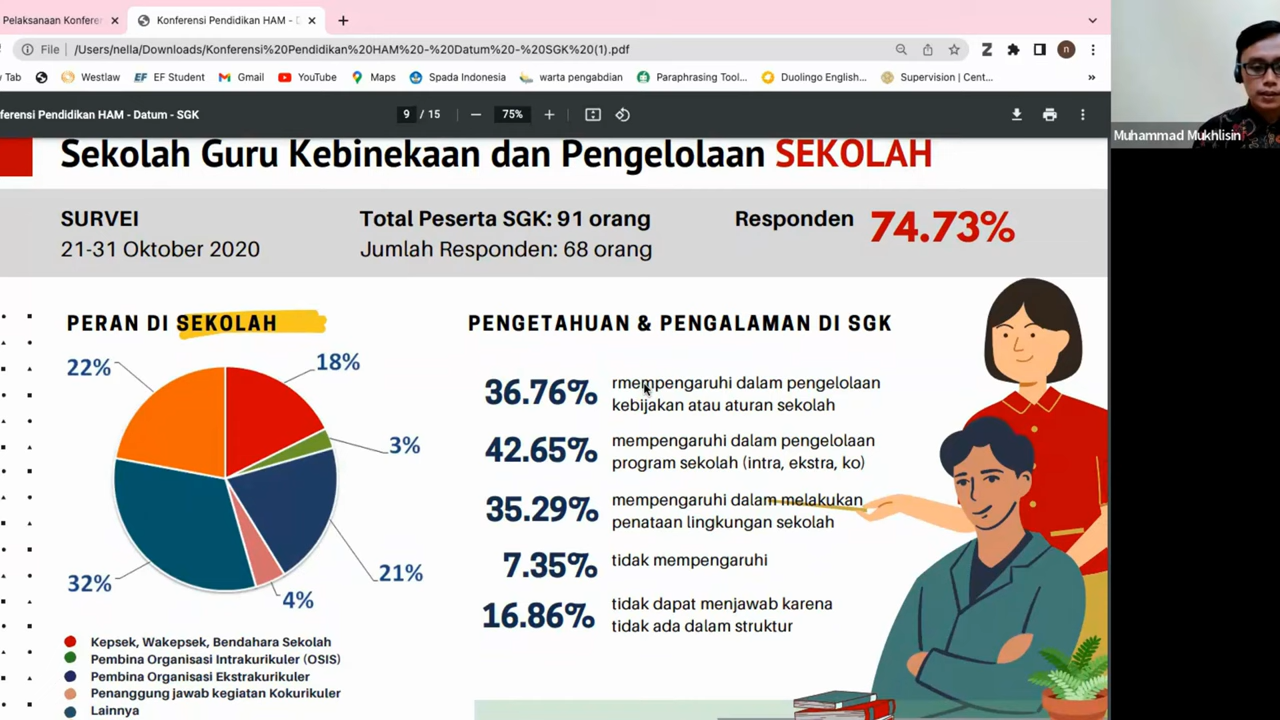 Pelaksanaan Konferen
Konferensi Pendidikan HAM - D
File | /Users/nella/Downloads/Konferensi%20Pendidikan%20HAM%20-%20Datum%20-%20SGK%20(1).pdf
n
v Tab
Westlaw
EF EF Student
Gmail
YouTube
Maps
Spada Indonesia
warta pengabdian
Paraphrasing Tool...
Duolingo English...
Supervision | Cent...
»
nferensi Pendidikan HAM - Datum - SGK
9 / 15
75%
Muhammad Mukhlisin
Sekolah Guru Kebinekaan dan Pengelolaan SEKOLAH
SURVEI
21-31 Oktober 2020
Total Peserta SGK: 91 orang
Jumlah Responden: 68 orang
Responden 74.73%
PERAN DI SEKOLAH
22%
18%
3%
21%
4%
32%
Kepsek, Wakepsek, Bendahara Sekolah
Pembina Organisasi Intrakurikuler (OSIS)
Pembina Organisasi Ekstrakurikuler
Penanggung jawab kegiatan Kokurikuler
Lainnya
PENGETAHUAN & PENGALAMAN DI SGK
36.76% rmempengaruhi dalam pengelolaan
kebijakan atau aturan sekolah
42.65% mempengaruhi dalam pengelolaan
program sekolah (intra, ekstra, ko)
35.29% mempengaruhi dalam melakukan
penataan lingkungan sekolah
7.35% tidak mempengaruhi
16.86% tidak dapat menjawab karena
tidak ada dalam struktur